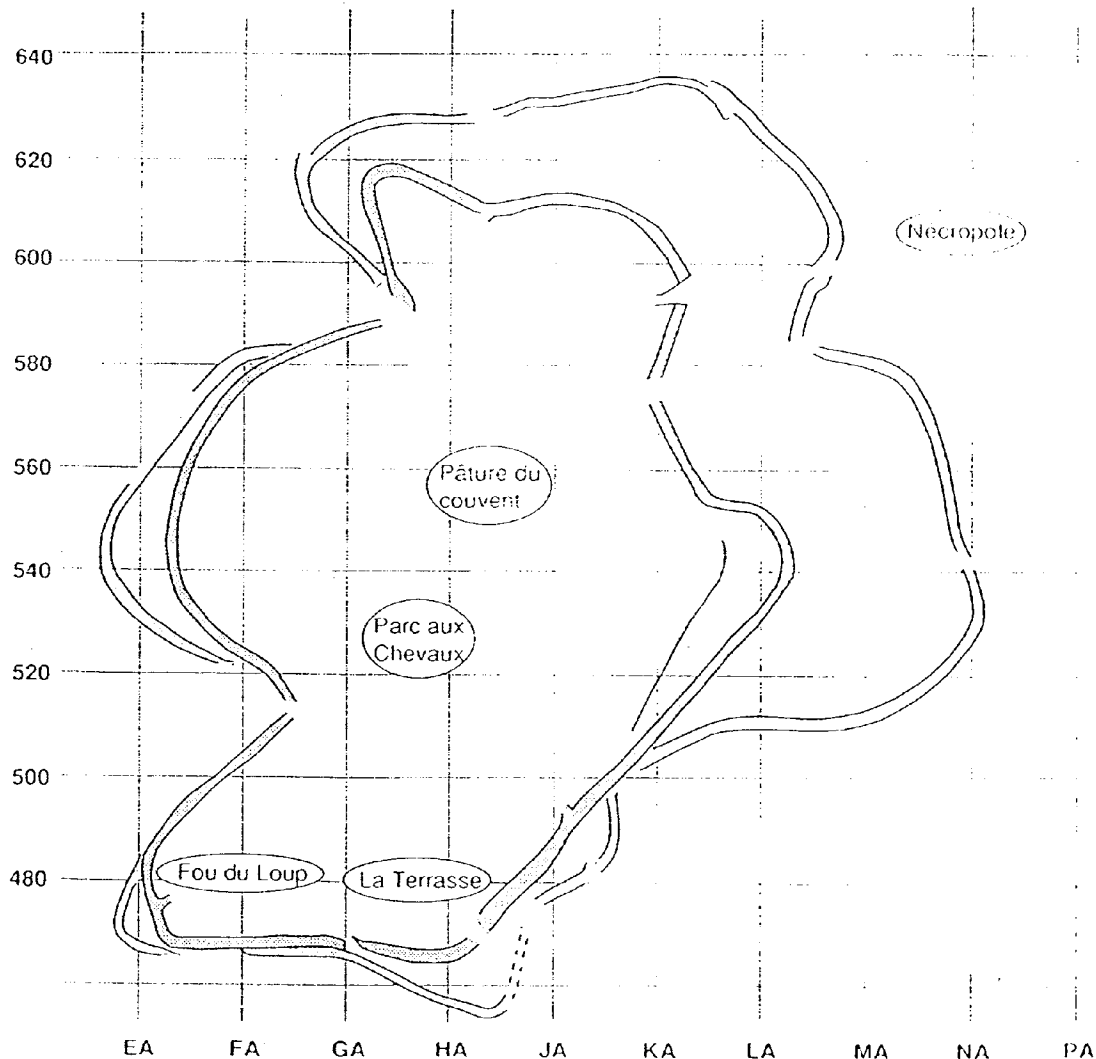 640
620
600
580
560
540
520
500
480
Nécropole
Pâture du
couvent
Parc aux
Chevaux
Fou du Loup
La Terrasse
EA FA GA HA JA KA LA MA NA PA